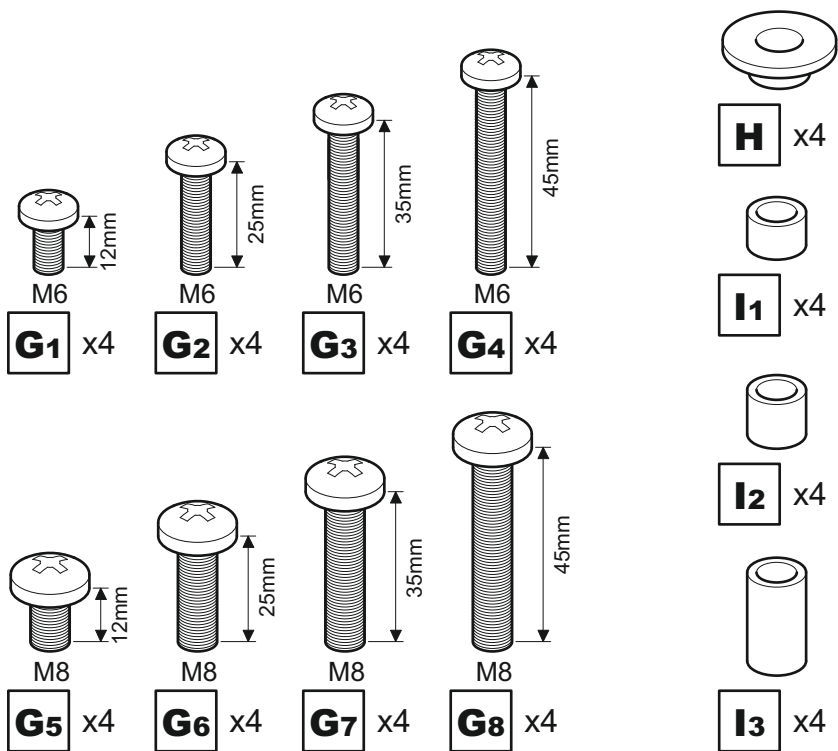 12mm
25mm
35mm
45mm
M6 M6 M6 M6
G1 x4 G2 x4 G3 x4 G4 x4
12mm
25mm
35mm
45mm
M8 M8 M8 M8
G5 x4 G6 x4 G7 x4 G8 x4
H x4
I1 x4
I2 x4
I3 x4